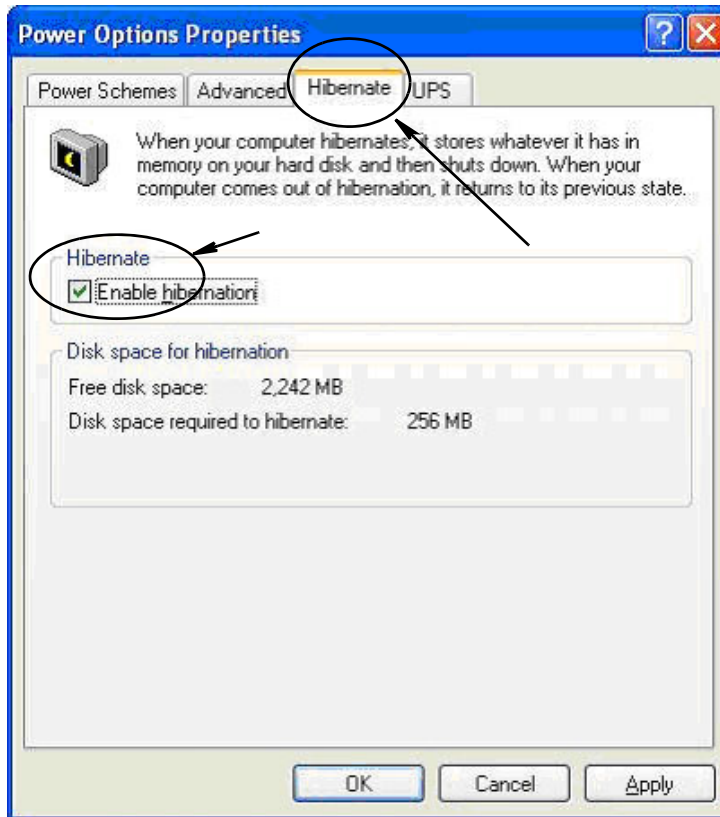 Power Options Properties
Power Schemes Advanced Hibernate UPS
When your computer hibernates, it stores whatever it has in
memory on your hard disk and then shuts down. When your
computer comes out of hibernation, it returns to its previous state.
Hibernate
Enable hibernation
Disk space for hibernation
Free disk space: 2,242 MB
Disk space required to hibernate: 256 MB
OK Cancel Apply